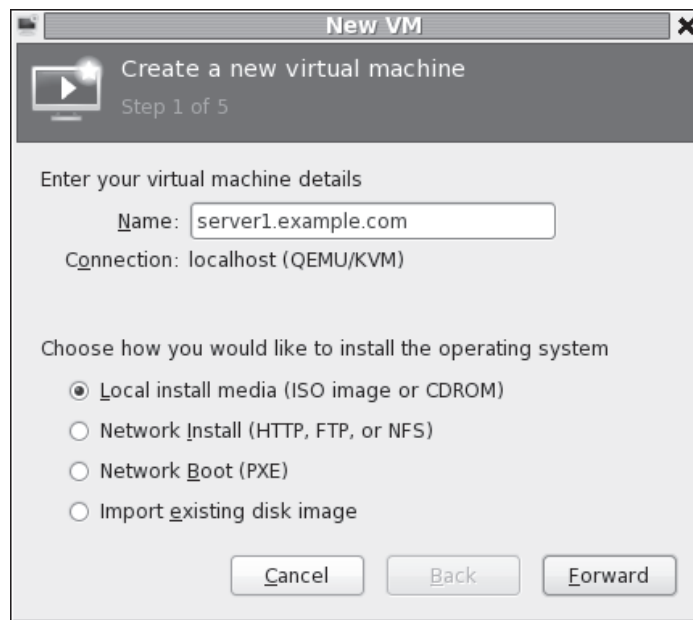 New VM
Create a new virtual machine
Step 1 of 5
Enter your virtual machine details
Name: server1.example.com
Connection: localhost (QEMU/KVM)
Choose how you would like to install the operating system
Local install media (ISO image or CDROM)
Network Install (HTTP, FTP, or NFS)
Network Boot (PXE)
Import existing disk image
Cancel Back Forward